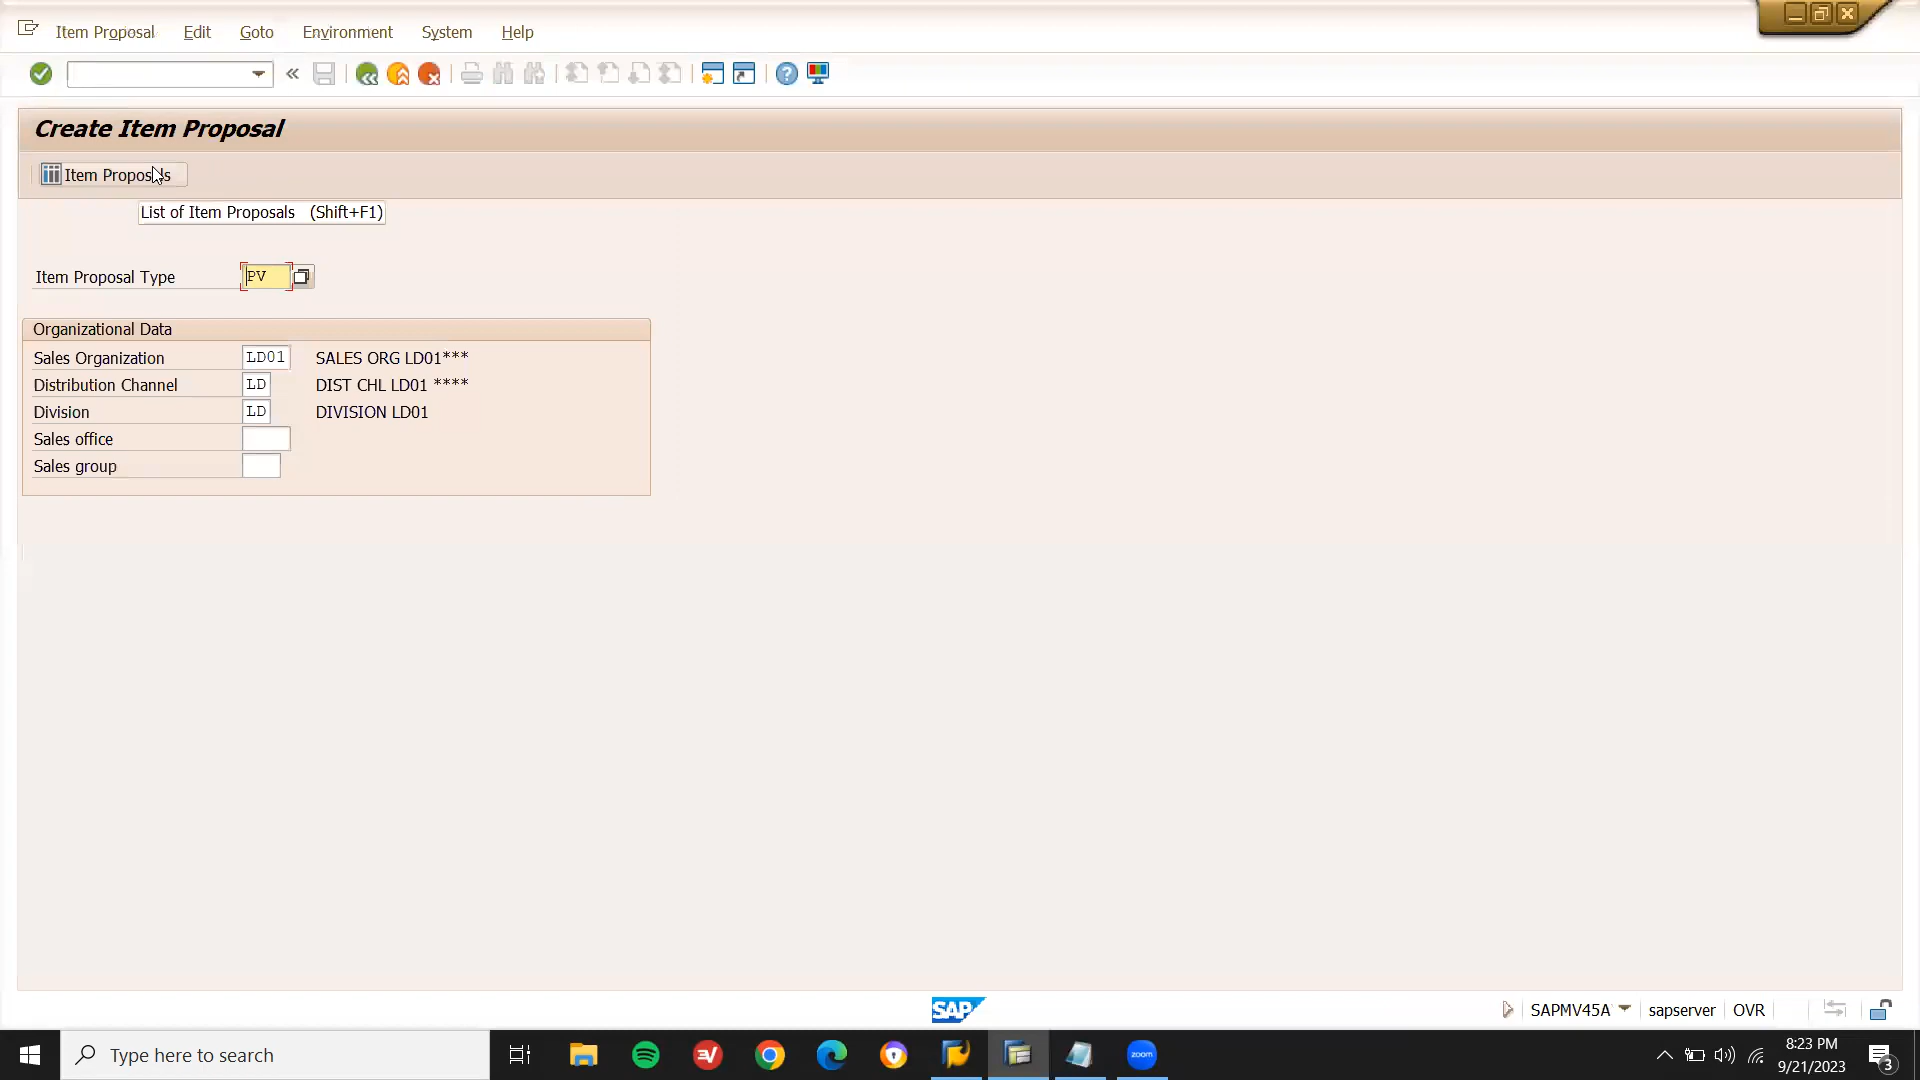 Item Proposal Edit Goto Environment System Help
Create Item Proposal
Item Proposals
List of Item Proposals (Shift+F1)
Item Proposal Type PV
Organizational Data
Sales Organization LD01 SALES ORG LD01***
Distribution Channel LD DIST CHL LD01 ****
Division LD DIVISION LD01
Sales office
Sales group
SAP
SAPMV45A sapserver OVR
Type here to search
EV
zoom
8:23 PM
9/21/2023
3